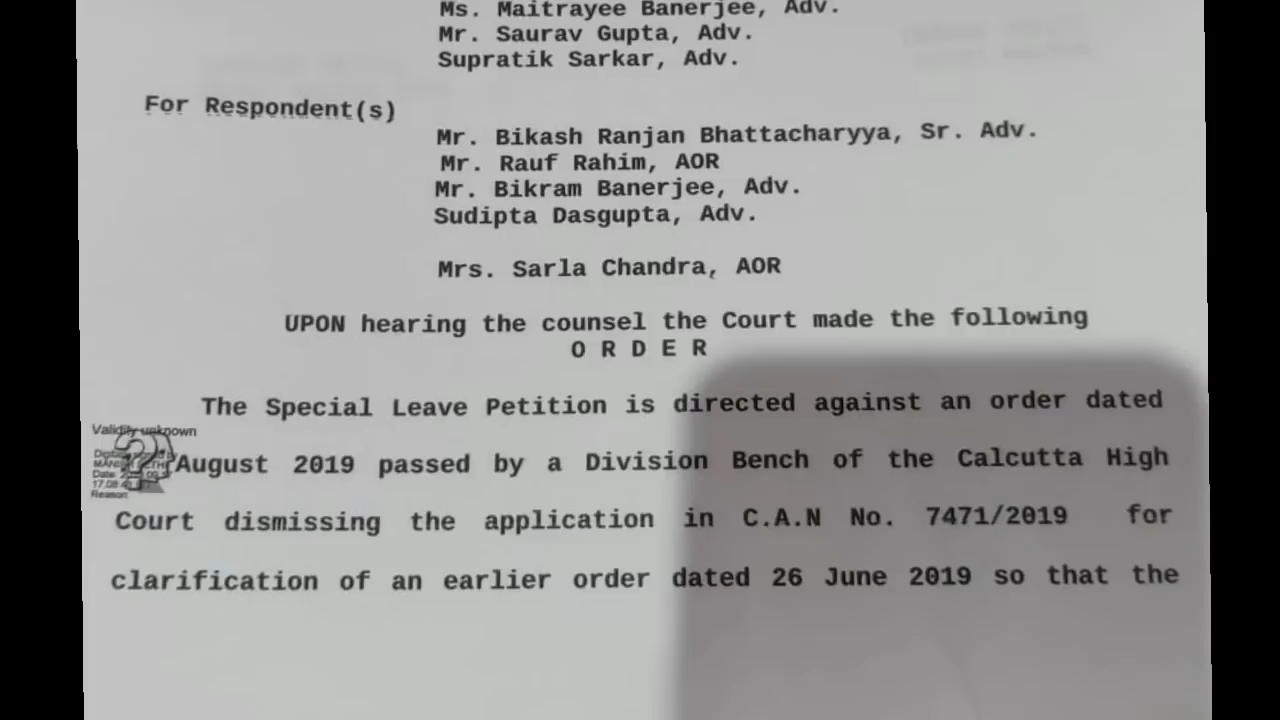 Ms. Maitrayee Banerjee, Adv.
Mr. Saurav Gupta, Adv.
Supratik Sarkar, Adv.
For Respondent(s)
Mr. Bikash Ranjan Bhattacharyya, Sr. Adv.
Mr. Rauf Rahim, AOR
Mr. Bikram Banerjee, Adv.
Sudipta Dasgupta, Adv.
Mrs. Sarla Chandra, AOR
UPON hearing the counsel the Court made the following
O R D E R
The Special Leave Petition is directed against an order dated
Validity unknown
August 2019 passed by a Division Bench of the Calcutta High
Reason
Court dismissing the application in C.A.N No. 7471/2019 for
clarification of an earlier order dated 26 June 2019 so that the